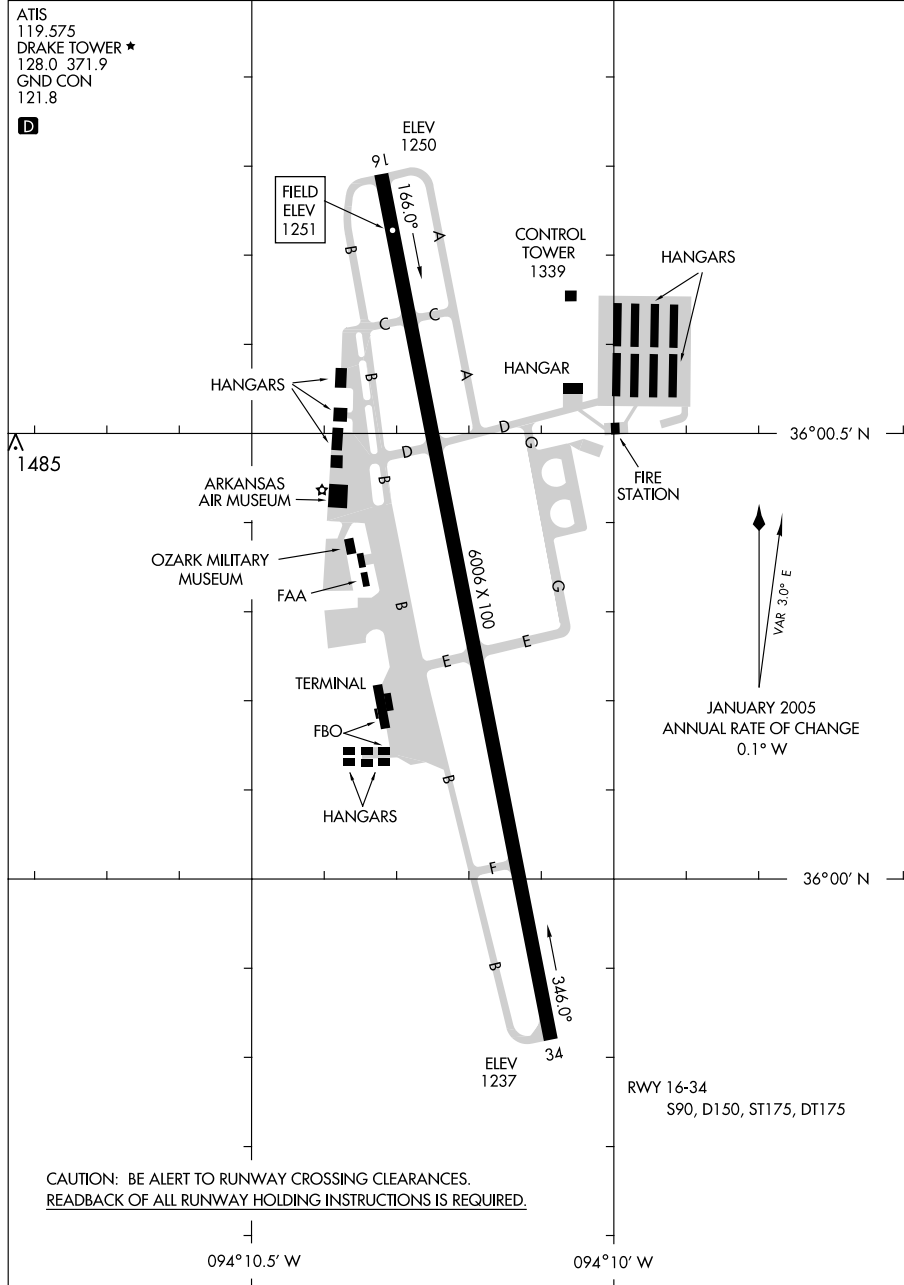 ATIS
119.575
DRAKE TOWER ★
128.0 371.9
GND CON
121.8
D
ELEV
1250
16
FIELD
ELEV
1251
166.0°
A
B
CONTROL
TOWER
1339
HANGARS
C
C
HANGAR
A
B
HANGARS
D
G
D
36°00.5' N
1485
B
FIRE
STATION
ARKANSAS
AIR MUSEUM
OZARK MILITARY
MUSEUM
6006 X 100
FAA
B
G
VAR 3.0° E
E
E
TERMINAL
JANUARY 2005
ANNUAL RATE OF CHANGE
0.1° W
FBO
B
HANGARS
F
36°00' N
B
346.0°
34
ELEV
1237
RWY 16-34
S90, D150, ST175, DT175
CAUTION: BE ALERT TO RUNWAY CROSSING CLEARANCES.
READBACK OF ALL RUNWAY HOLDING INSTRUCTIONS IS REQUIRED.
094°10.5' W
094°10' W